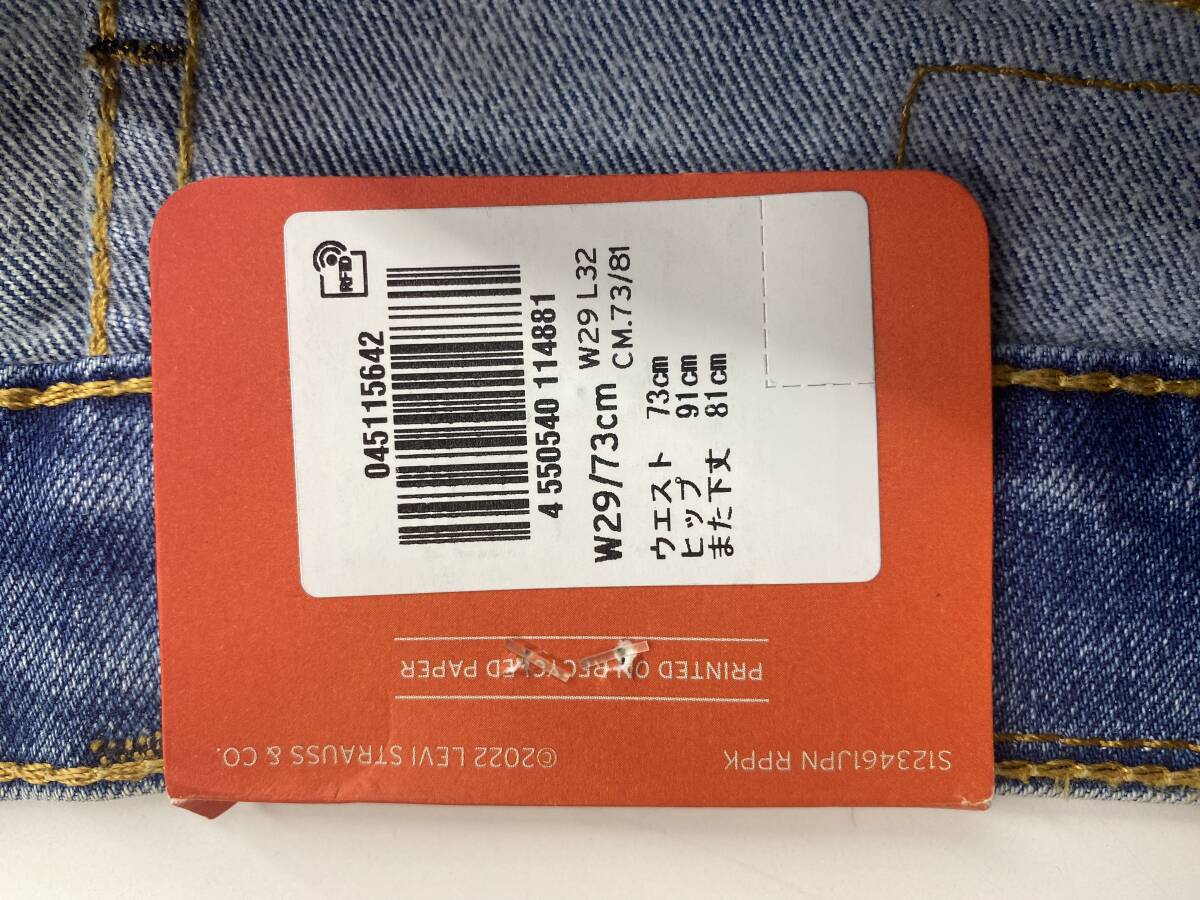 RFID
045115642
4 550540 114881
W29/73cm W29 L32
CM.73/81
ウエスト 73cm
ヒップ 91cm
また下丈 81cm
PRINTED ON RECYCLED PAPER
S123461JPN RPPK ©2022 LEVI STRAUSS & CO.